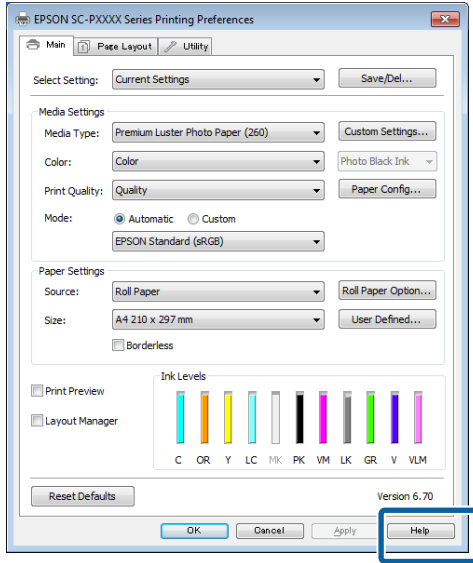 EPSON SC-PXXXX Series Printing Preferences
Main Page Layout Utility
Select Setting: Current Settings Save/Del...
Media Settings
Media Type: Premium Luster Photo Paper (260) Custom Settings...
Color: Color Photo Black Ink
Print Quality: Quality Paper Config...
Mode: Automatic Custom
EPSON Standard (sRGB)
Paper Settings
Source: Roll Paper Roll Paper Option...
Size: A4 210 x 297 mm User Defined...
Borderless
Ink Levels
Print Preview
Layout Manager
C OR Y LC MK PK VM LK GR V VLM
Reset Defaults Version 6.70
OK Cancel Apply Help